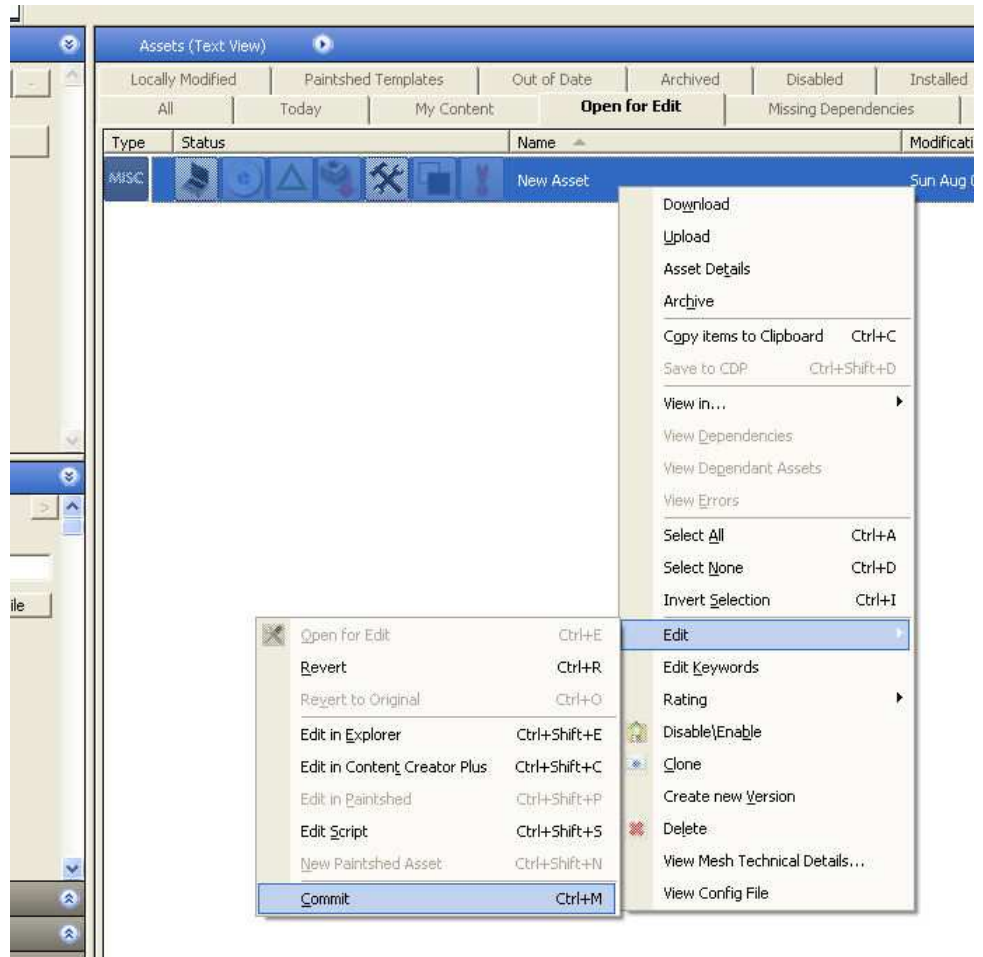 Assets (Text View)
Locally Modified Paintshed Templates Out of Date Archived Disabled Installed
All Today My Content Open for Edit Missing Dependencies
Type Status Name Modificati
MISC New Asset Sun Aug
Download
Upload
Asset Details
Archive
Copy items to Clipboard Ctrl+C
Save to CDP Ctrl+Shift+D
View in...
View Dependencies
View Dependant Assets
View Errors
Select All Ctrl+A
Select None Ctrl+D
Invert Selection Ctrl+I
Edit
Edit Keywords
Rating
Disable\Enable
Clone
Create new Version
Delete
View Mesh Technical Details...
View Config File
ile
Open for Edit Ctrl+E
Revert Ctrl+R
Revert to Original Ctrl+O
Edit in Explorer Ctrl+Shift+E
Edit in Content Creator Plus Ctrl+Shift+C
Edit in Paintshed Ctrl+Shift+P
Edit Script Ctrl+Shift+S
New Paintshed Asset Ctrl+Shift+N
Commit Ctrl+M